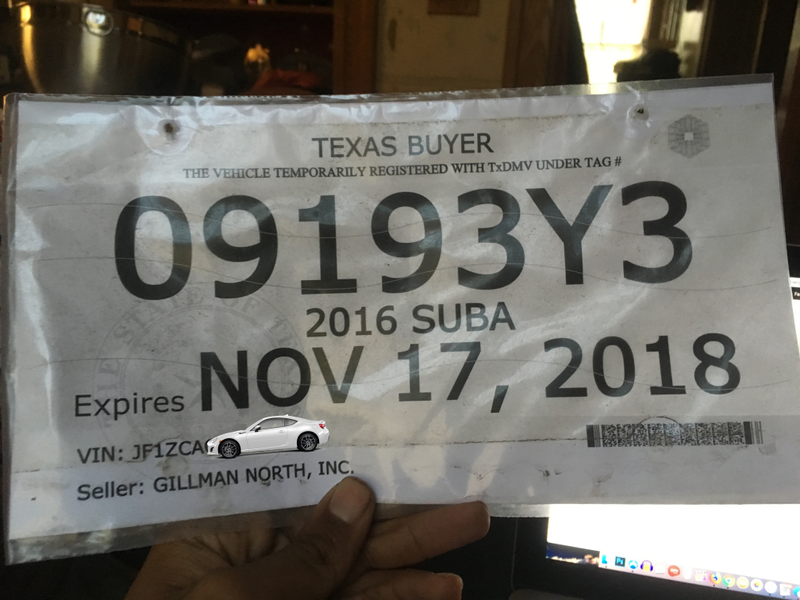 TEXAS BUYER
THE VEHICLE TEMPORARILY REGISTERED WITH TxDMV UNDER TAG #
09193Y3
2016 SUBA
Expires NOV 17, 2018
VIN: JF1ZCA
Seller: GILLMAN NORTH, INC.